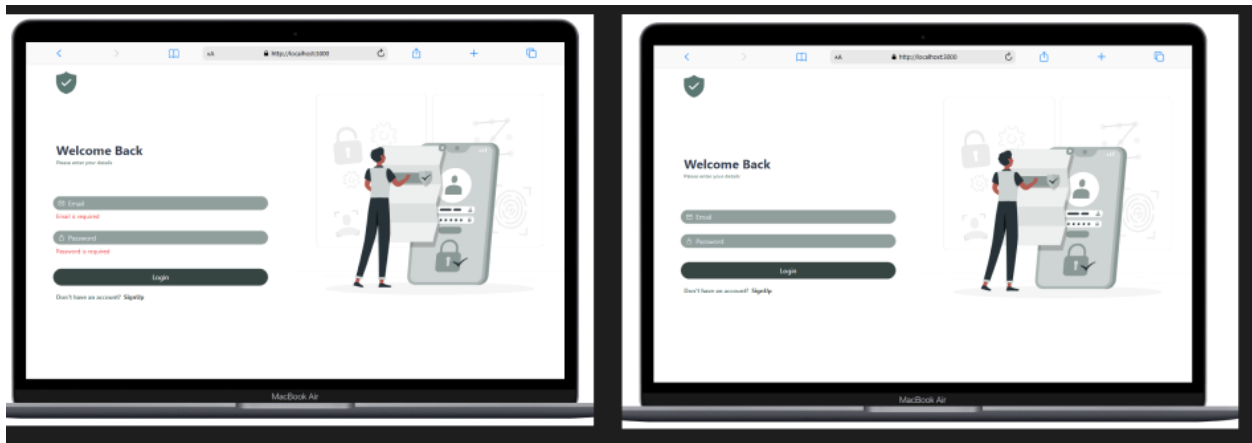 AA http://localhost:3000
Welcome Back
Please enter your details
Email
Email is required
Password
Password is required
Login
Don't have an account? SignUp
MacBook Air
AA http://localhost:3000
Welcome Back
Please enter your details
Email
Password
Login
Don't have an account? SignUp
MacBook Air